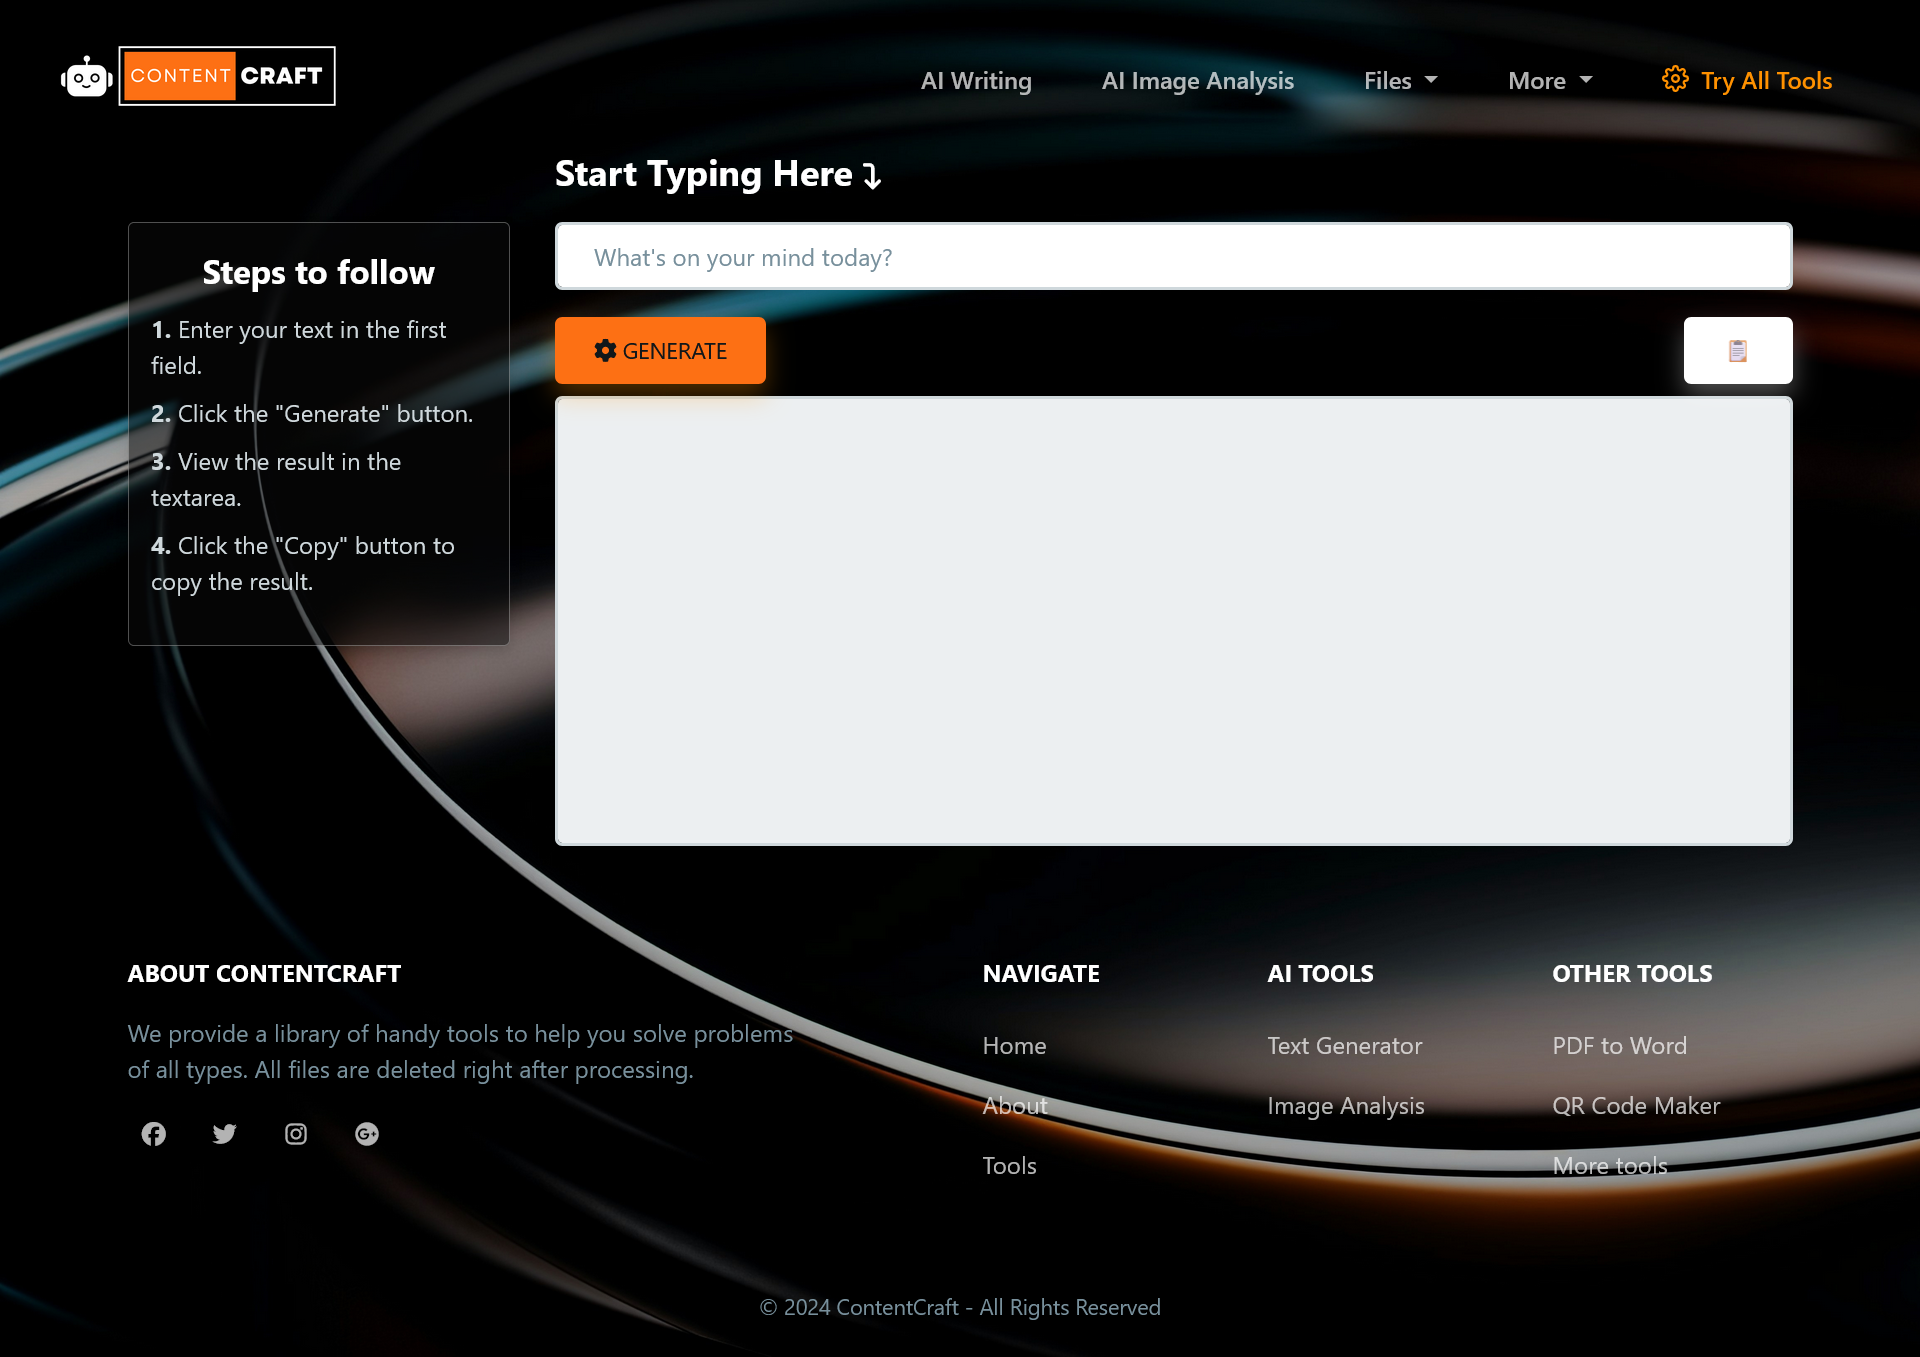 CONTENT CRAFT
AI Writing
AI Image Analysis
Files
More
Try All Tools
Start Typing Here
Steps to follow
1. Enter your text in the first
field.
2. Click the "Generate" button.
3. View the result in the
textarea.
4. Click the "Copy" button to
copy the result.
What's on your mind today?
GENERATE
ABOUT CONTENTCRAFT
We provide a library of handy tools to help you solve problems
of all types. All files are deleted right after processing.
NAVIGATE
Home
About
Tools
AI TOOLS
Text Generator
Image Analysis
OTHER TOOLS
PDF to Word
QR Code Maker
More tools
© 2024 ContentCraft - All Rights Reserved